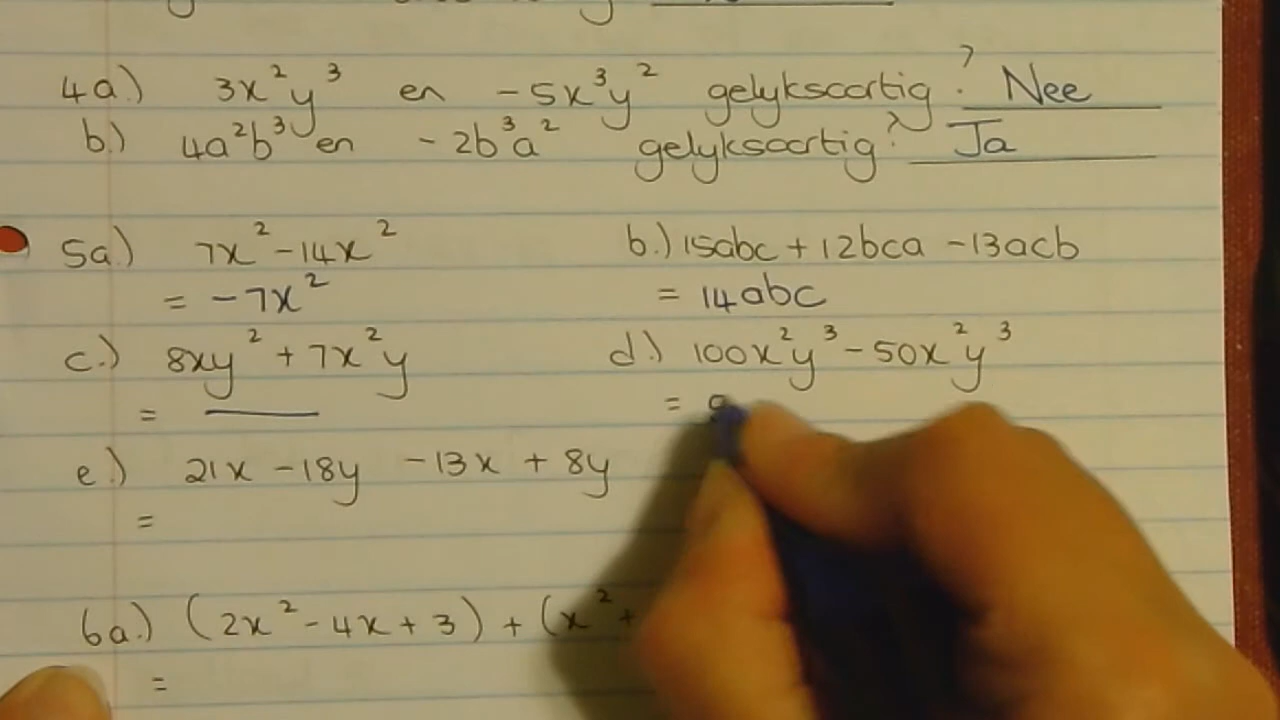 4a.) 3x²y³ en -5x³y² gelyksoortig? Nee
b.) 4a²b³ en -2b³a² gelyksoortig? Ja
5a.) 7x² - 14x² b.) 15abc + 12bca - 13acb
= -7x² = 14abc
c.) 8xy² + 7x²y d.) 100x²y³ - 50x²y³
= =
e.) 21x - 18y - 13x + 8y
=
6a.) (2x² - 4x + 3) + (x² +
=